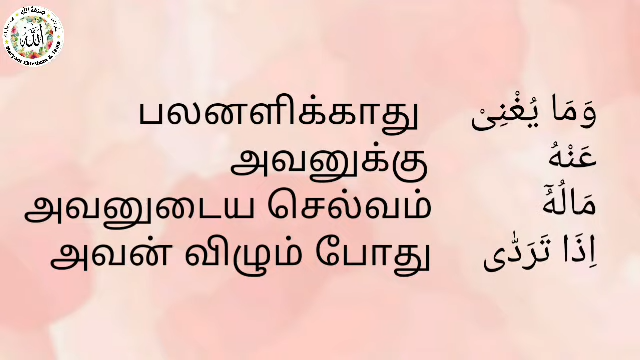 பலனளிக்காது وَمَا يُغْنِىْ
அவனுக்கு عَنْهُ
அவனுடைய செல்வம் مَالُهٗۤ
அவன் விழும் போது اِذَا تَرَدّٰى